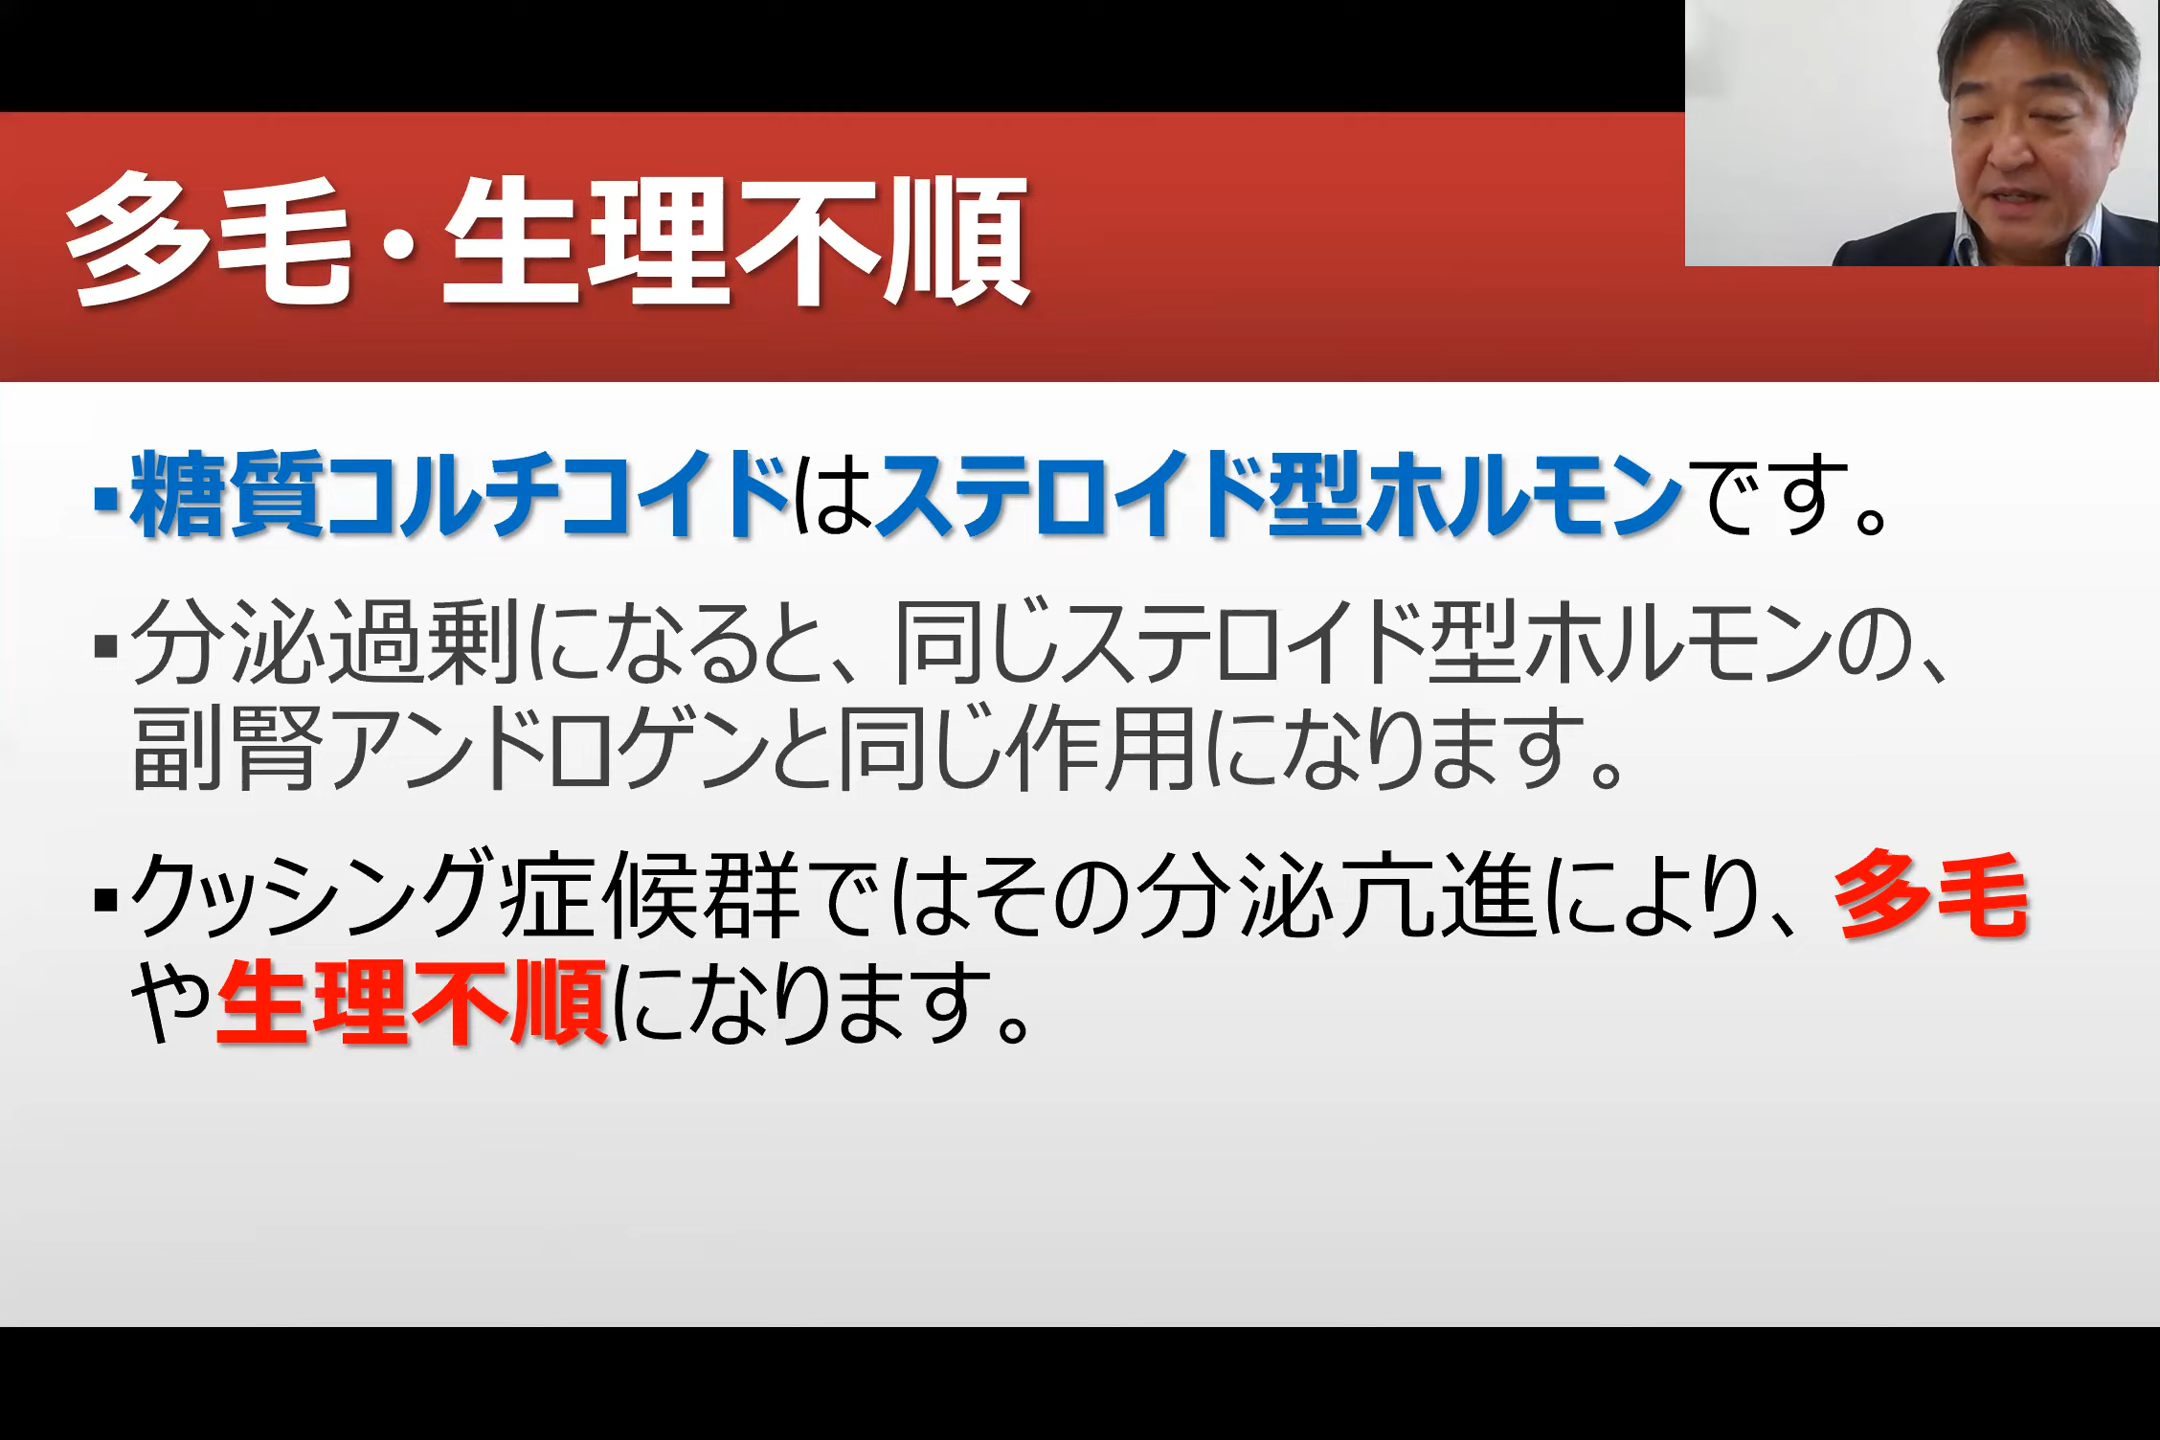 多毛・生理不順
▪糖質コルチコイドはステロイド型ホルモンです。
▪分泌過剰になると、同じステロイド型ホルモンの、
副腎アンドロゲンと同じ作用になります。
▪クッシング症候群ではその分泌亢進により、多毛
や生理不順になります。